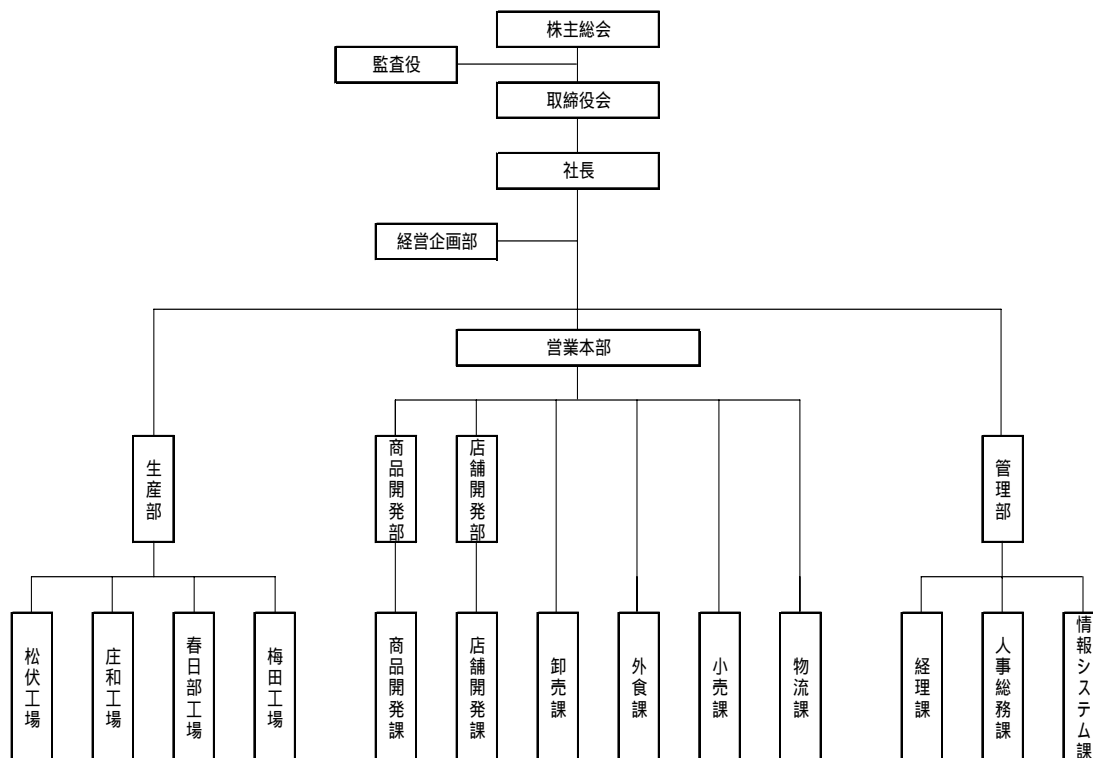 株主総会
監査役
取締役会
社長
経営企画部
営業本部
生産部
商品開発部
店舗開発部
管理部
松伏工場
庄和工場
春日部工場
梅田工場
商品開発課
店舗開発課
卸売課
外食課
小売課
物流課
経理課
人事総務課
情報システム課